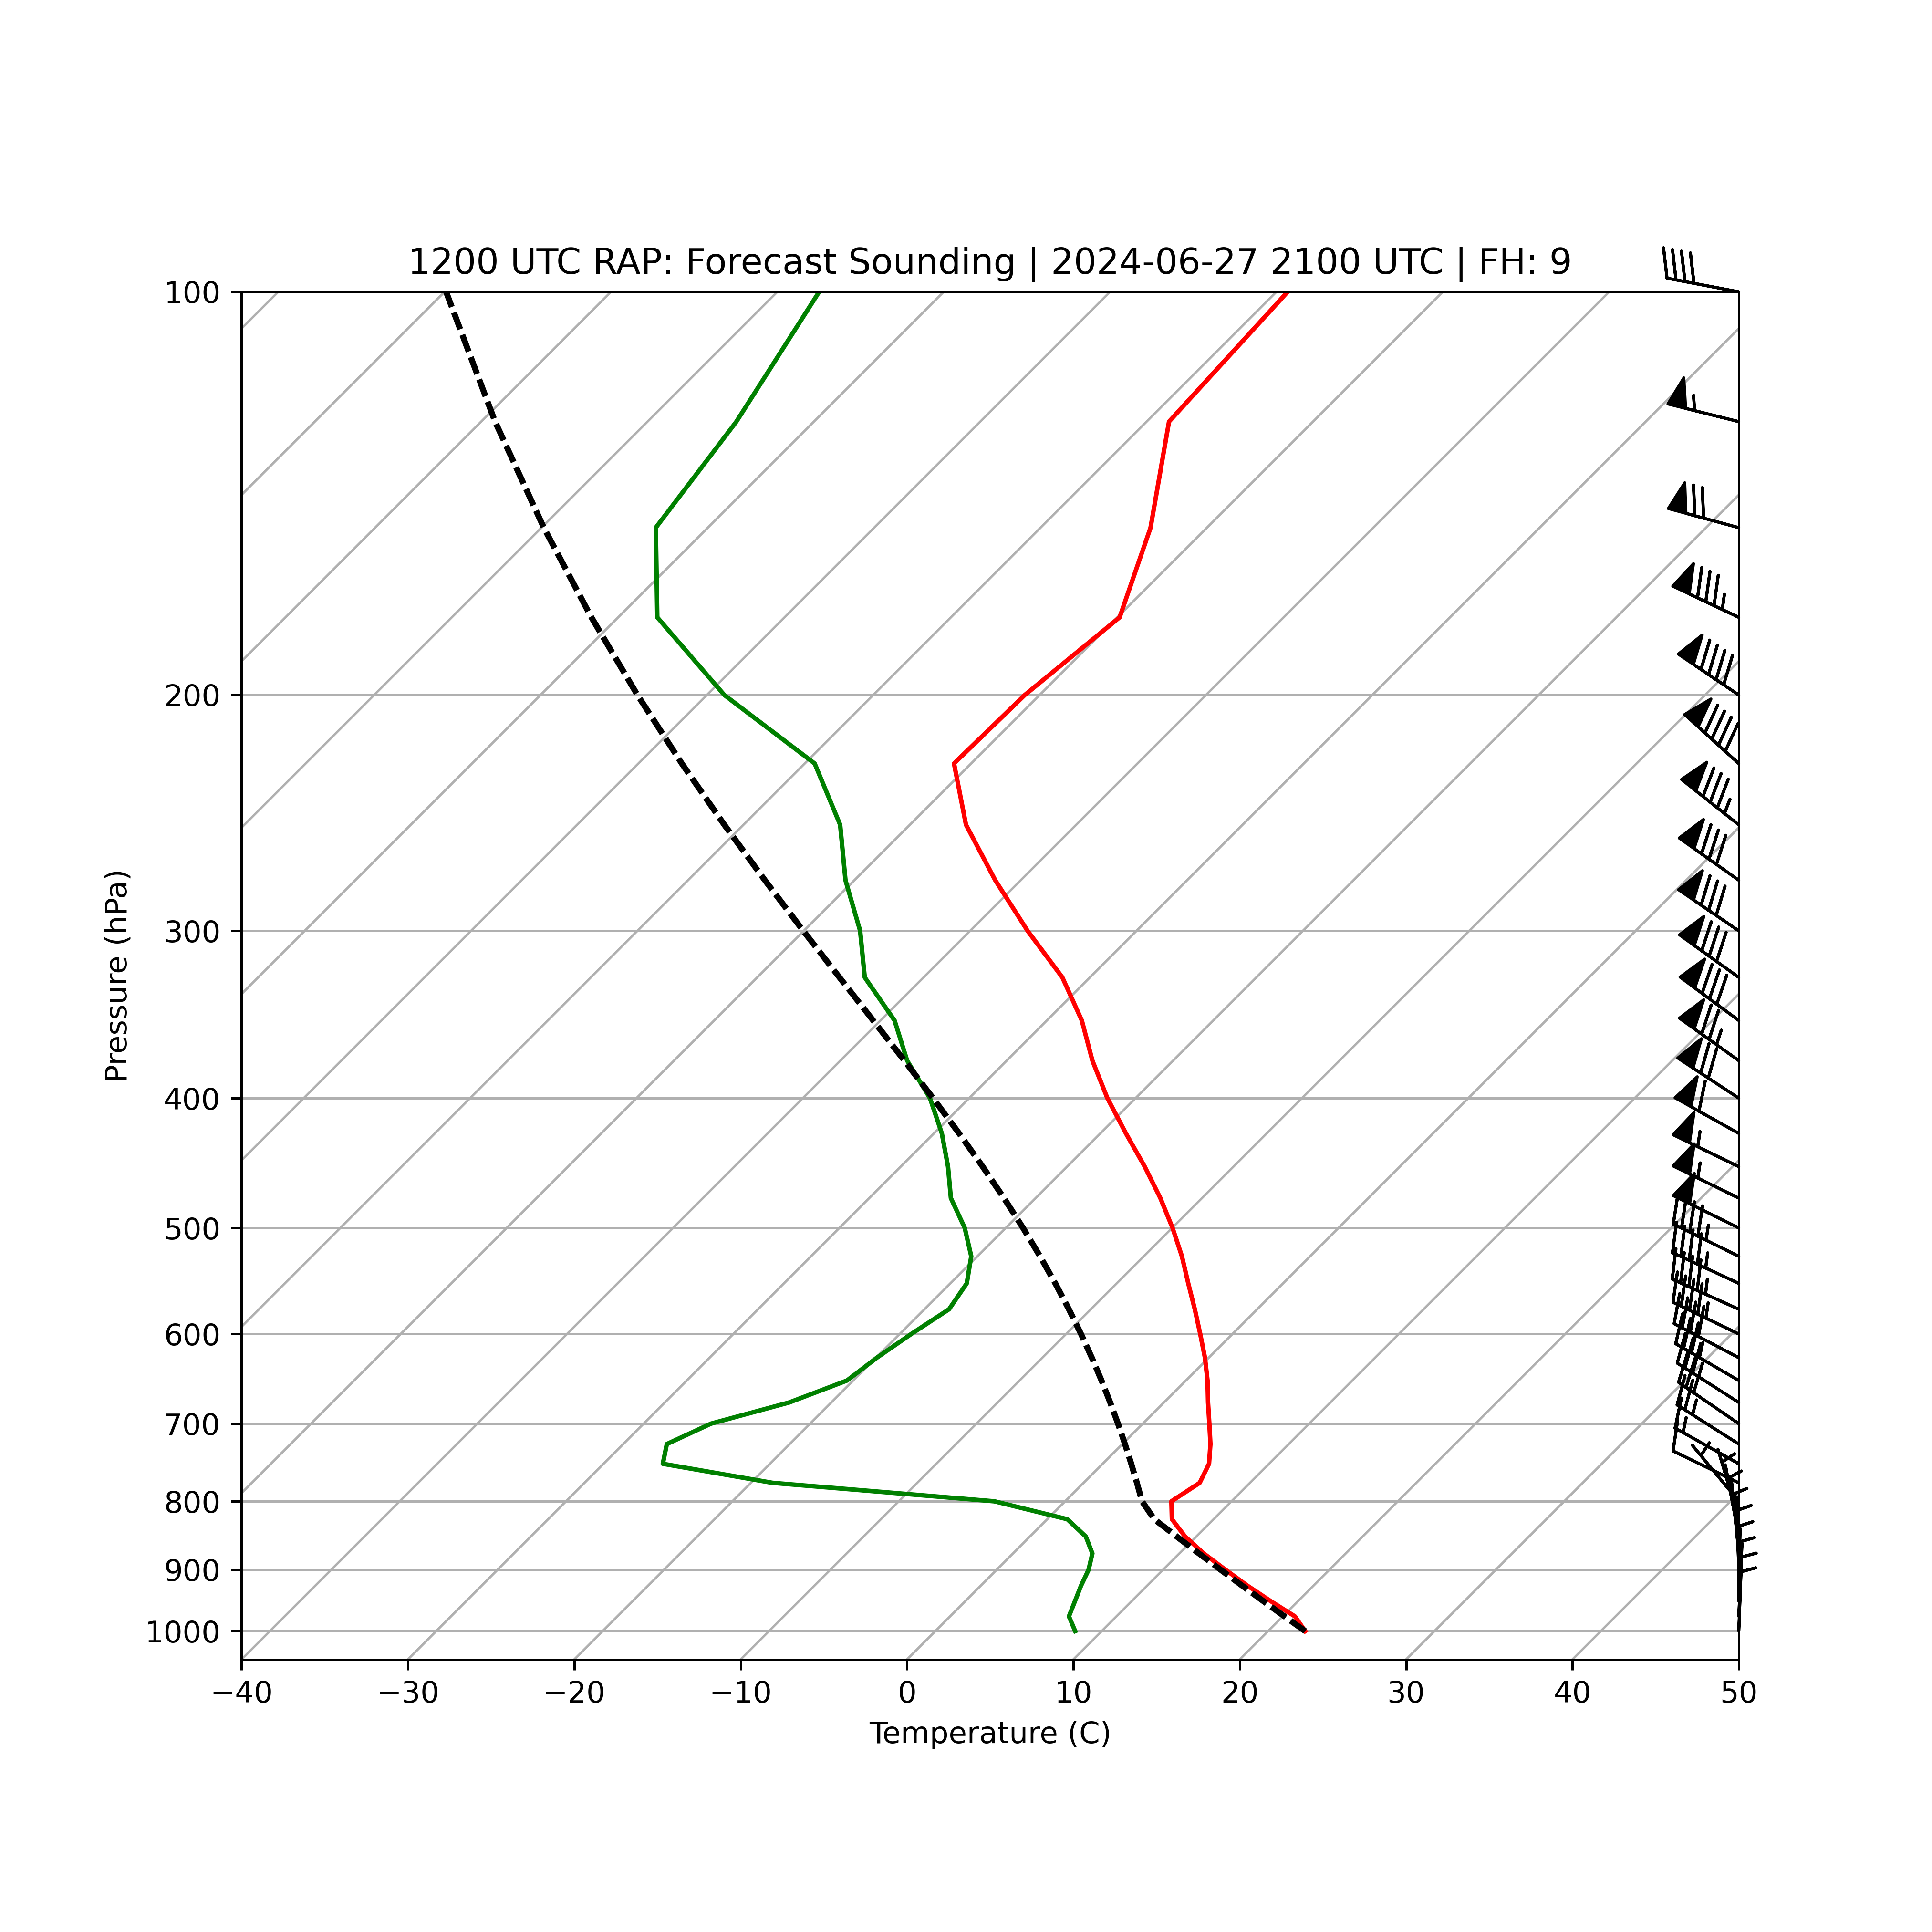 1200 UTC RAP: Forecast Sounding | 2024-06-27 2100 UTC | FH: 9
100
200
300
400
500
600
700
800
900
1000
Pressure (hPa)
−40 −30 −20 −10 0 10 20 30 40 50
Temperature (C)